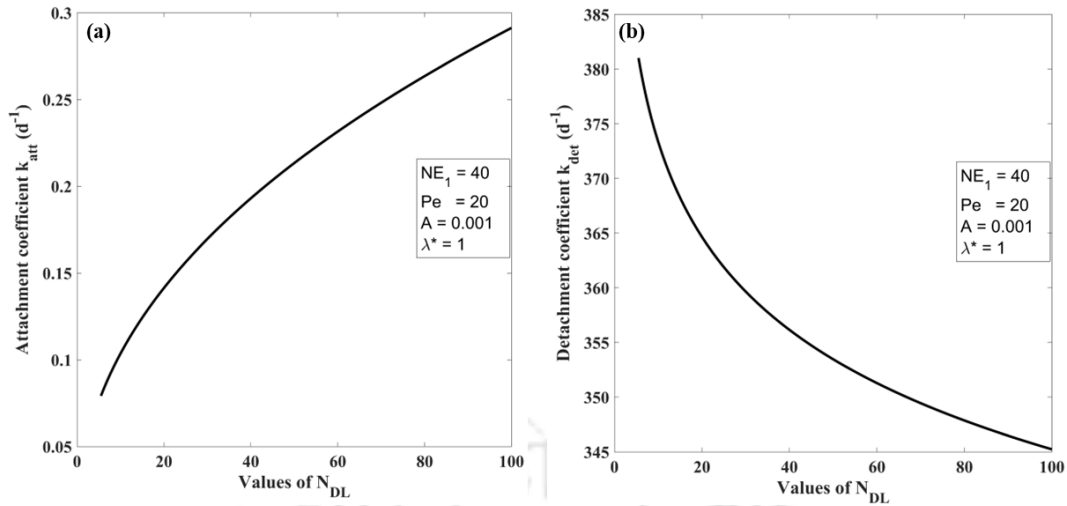 (a)
0.3
0.25
0.2
0.15
0.1
0.05
0 20 40 60 80 100
Attachment coefficient k_att (d^-1)
Values of N_DL
NE_1 = 40
Pe = 20
A = 0.001
λ* = 1
(b)
385
380
375
370
365
360
355
350
345
0 20 40 60 80 100
Detachment coefficient k_det (d^-1)
Values of N_DL
NE_1 = 40
Pe = 20
A = 0.001
λ* = 1